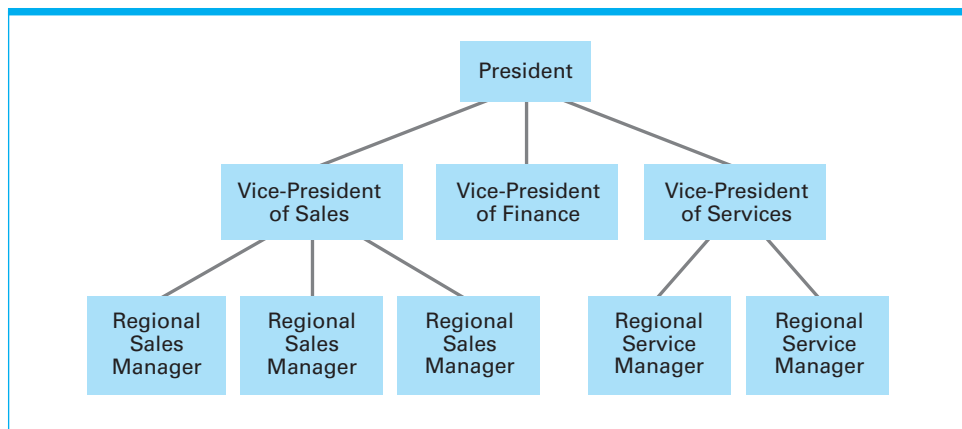 President
Vice-President
of Sales
Vice-President
of Finance
Vice-President
of Services
Regional
Sales
Manager
Regional
Sales
Manager
Regional
Sales
Manager
Regional
Service
Manager
Regional
Service
Manager